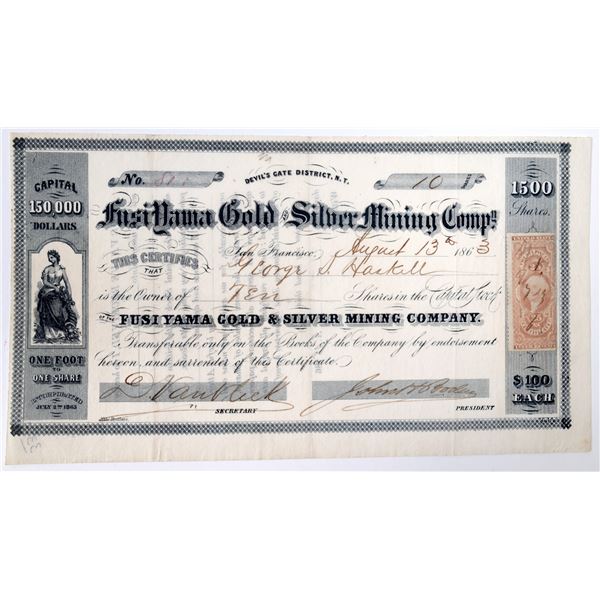 DEVIL'S GATE DISTRICT, N.T.
No. 10
Fusi Yama Gold and Silver Mining Compy
San Francisco, August 13th 1863
THIS CERTIFIES
THAT George S. Haskell
is the Owner of Ten Shares in the Capital Stock
OF THE FUSI YAMA GOLD & SILVER MINING COMPANY.
Transferable only on the Books of the Company by endorsement
hereon, and surrender of this Certificate.
SECRETARY
PRESIDENT
CAPITAL
150,000
DOLLARS
ONE FOOT
TO
ONE SHARE
INCORPORATED
JULY 2ND 1863
1500
Shares.
$100
EACH